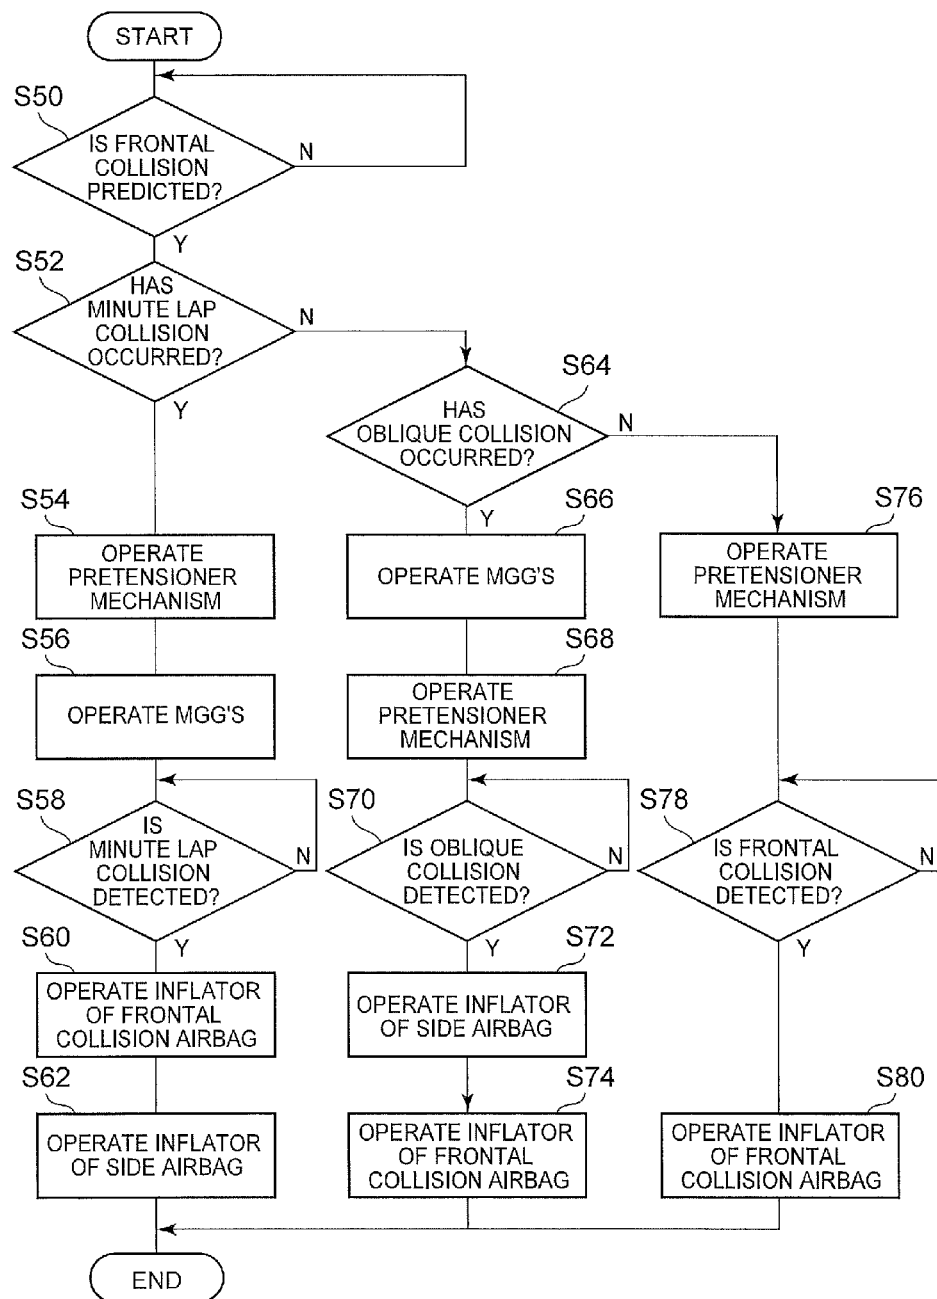 START
S50
IS FRONTAL
COLLISION
PREDICTED?
N
Y
S52
HAS
MINUTE LAP
COLLISION
OCCURRED?
N
Y
S64
HAS
OBLIQUE COLLISION
OCCURRED?
N
Y
S54
OPERATE
PRETENSIONER
MECHANISM
S66
OPERATE MGG'S
S76
OPERATE
PRETENSIONER
MECHANISM
S56
OPERATE MGG'S
S68
OPERATE
PRETENSIONER
MECHANISM
S58
IS
MINUTE LAP
COLLISION
DETECTED?
N
Y
S70
IS OBLIQUE
COLLISION
DETECTED?
N
Y
S78
IS FRONTAL
COLLISION
DETECTED?
N
Y
S60
OPERATE INFLATOR
OF FRONTAL
COLLISION AIRBAG
S72
OPERATE INFLATOR
OF SIDE AIRBAG
S62
OPERATE INFLATOR
OF SIDE AIRBAG
S74
OPERATE INFLATOR
OF FRONTAL
COLLISION AIRBAG
S80
OPERATE INFLATOR
OF FRONTAL
COLLISION AIRBAG
END